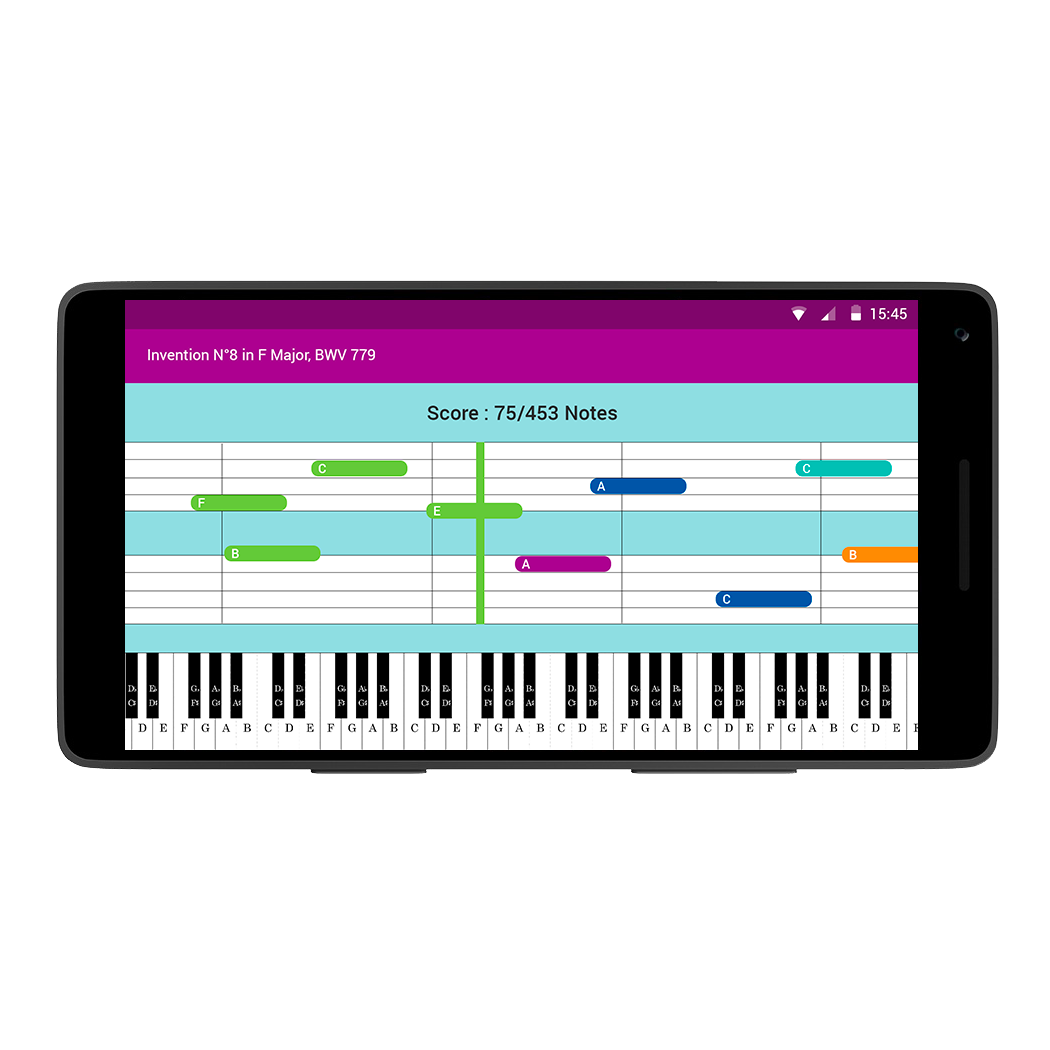 15:45
Invention N°8 in F Major, BWV 779
Score : 75/453 Notes
C
A C
F
E
B B
A
C
D♭ E♭ G♭ A♭ B♭ D♭ E♭ G♭ A♭ B♭ D♭ E♭ G♭ A♭ B♭ D♭ E♭ G♭ A♭ B♭ D♭ E♭ G♭ A♭ B♭ D♭ E♭
C# D# F# G# A# C# D# F# G# A# C# D# F# G# A# C# D# F# G# A# C# D# F# G# A# C# D#
D E F G A B C D E F G A B C D E F G A B C D E F G A B C D E F G A B C D E